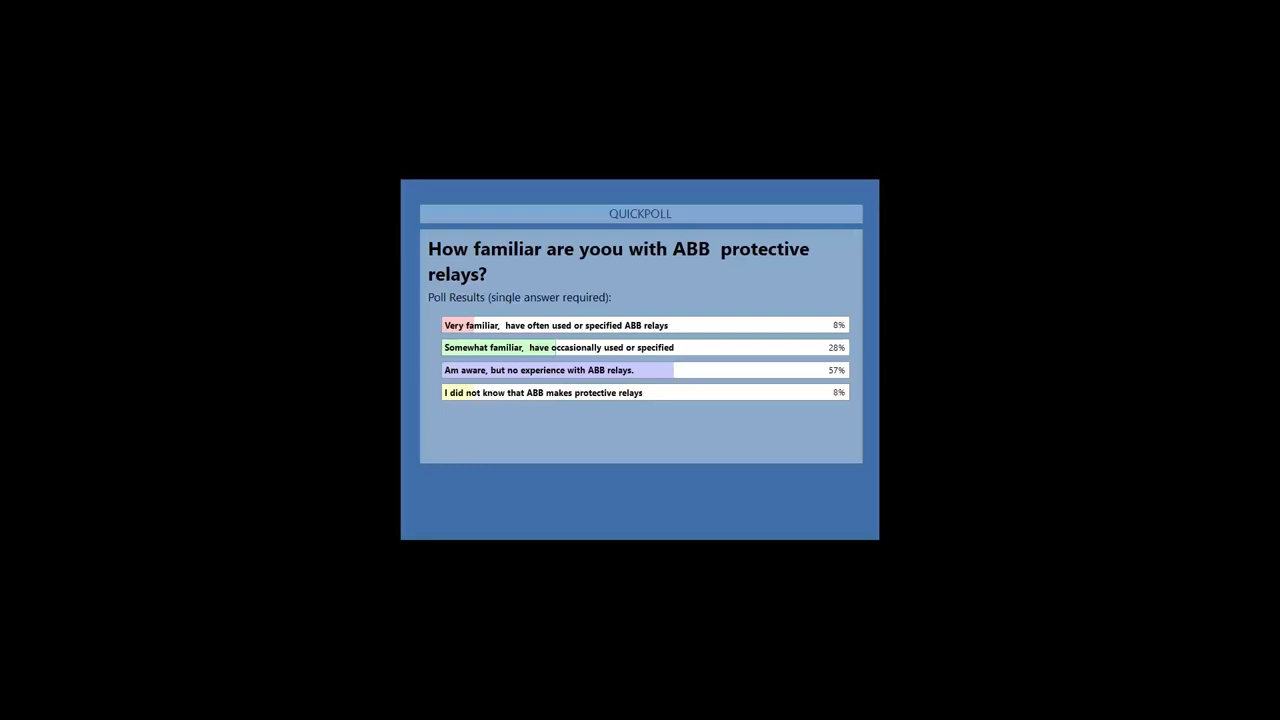 QUICKPOLL
How familiar are yoou with ABB  protective
relays?
Poll Results (single answer required):
Very familiar,  have often used or specified ABB relays 8%
Somewhat familiar,  have occasionally used or specified 28%
Am aware, but no experience with ABB relays. 57%
I did not know that ABB makes protective relays 8%